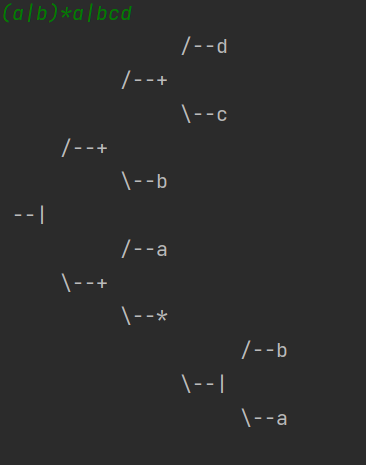 (a|b)*a|bcd
            /--d
        /--+
            \--c
    /--+
        \--b
--|
        /--a
    \--+
        \--*
                /--b
            \--|
                \--a